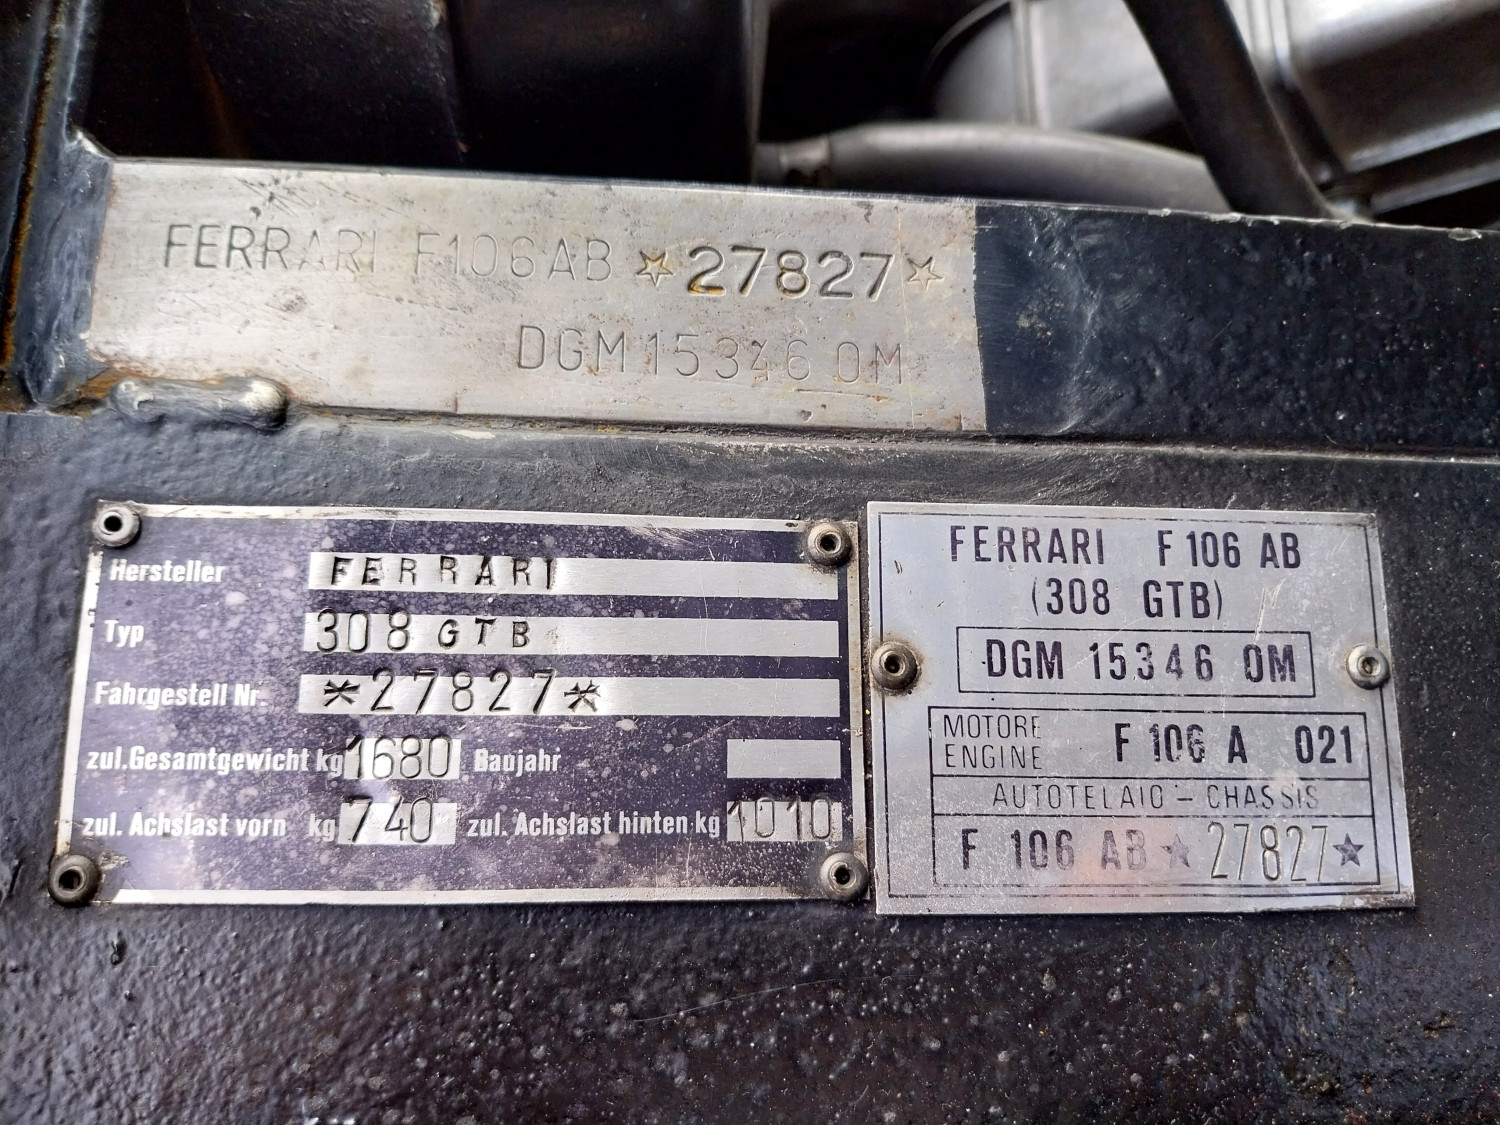 FERRARI F106AB ☆27827☆
DGM 15346 OM
Hersteller FERRARI
Typ 308 GTB
Fahrgestell Nr. *27827*
zul.Gesamtgewicht kg 1680 Baujahr
zul. Achslast vorn kg 740 zul. Achslast hinten kg 1010
FERRARI F 106 AB
(308 GTB)
DGM 15346 OM
MOTORE
ENGINE F 106 A 021
AUTOTELAIO - CHASSIS
F 106 AB ★ 27827 ★